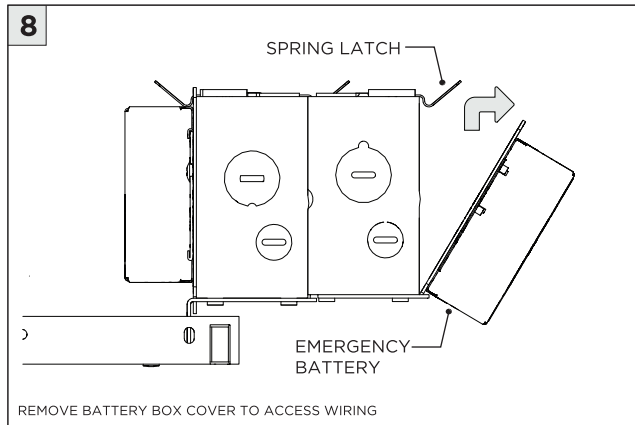 8
SPRING LATCH
EMERGENCY
BATTERY
REMOVE BATTERY BOX COVER TO ACCESS WIRING